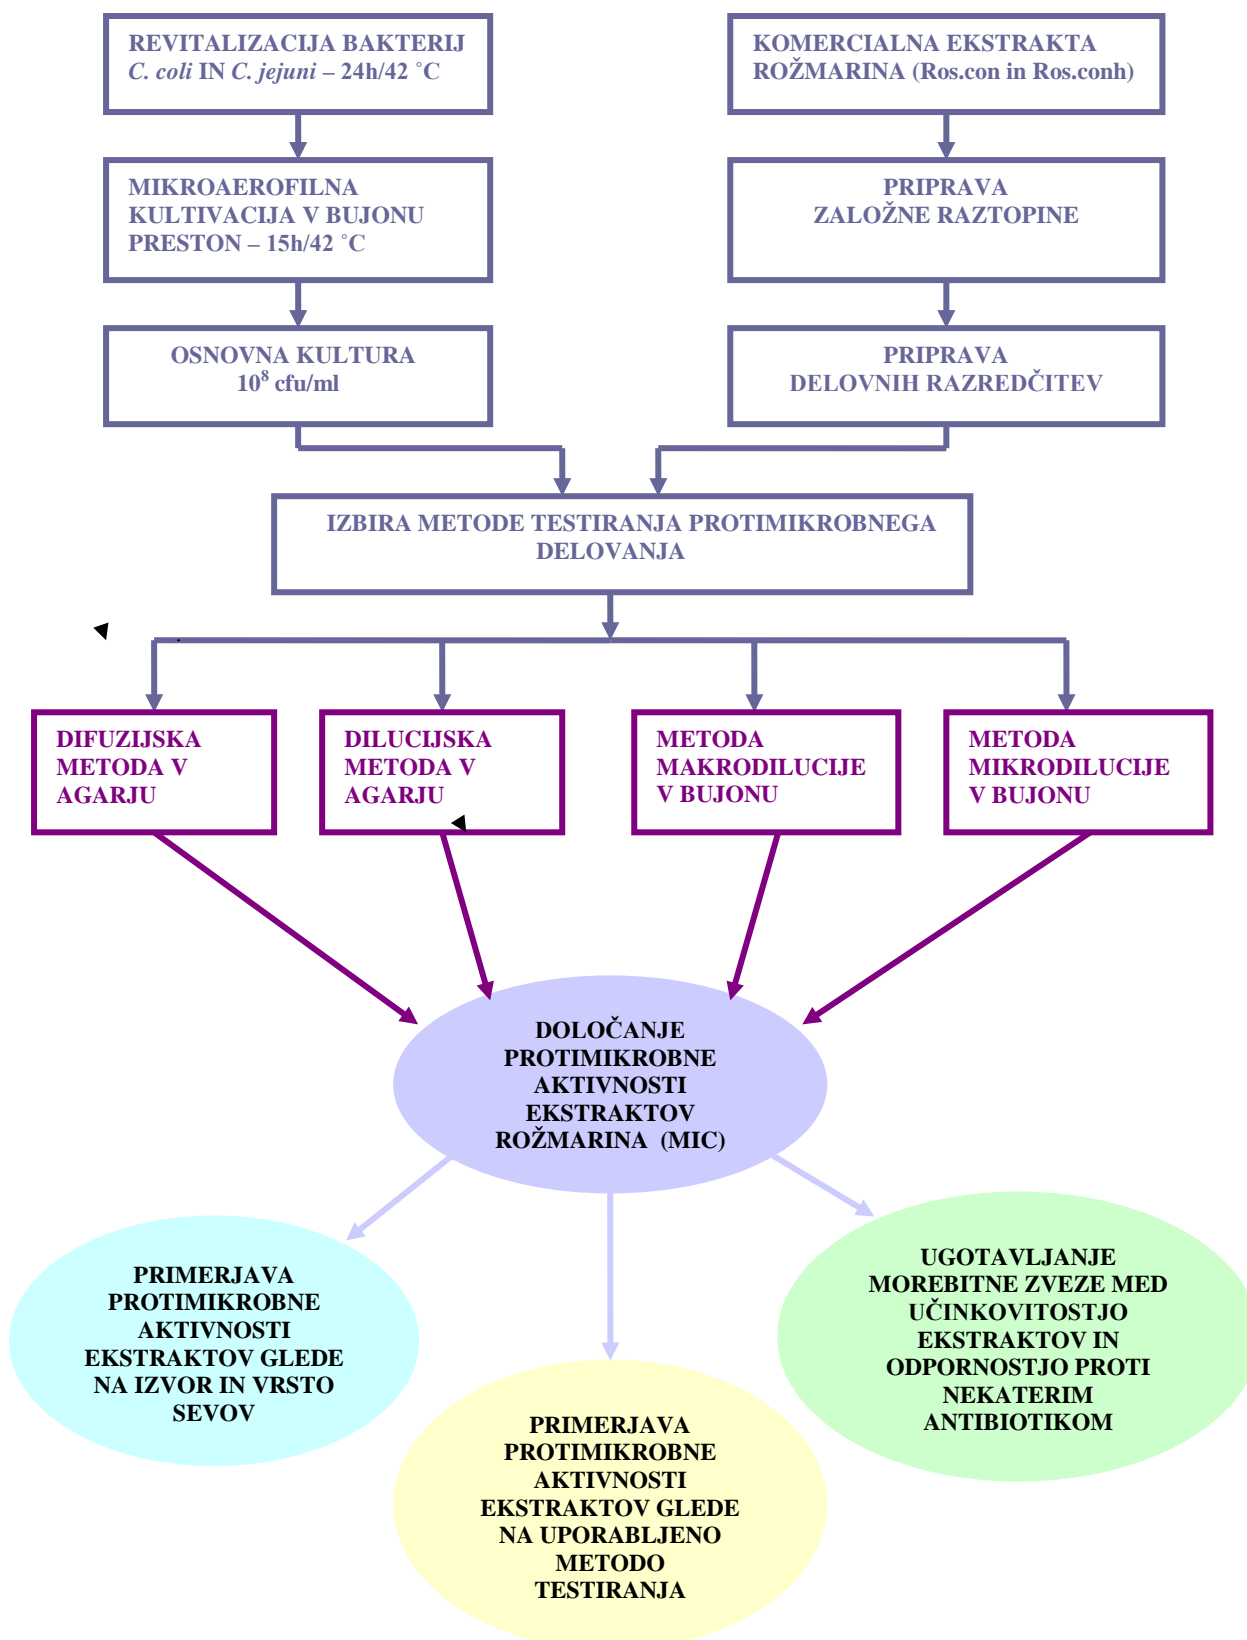 REVITALIZACIJA BAKTERIJ
C. coli IN C. jejuni – 24h/42 ˚C
KOMERCIALNA EKSTRAKTA
ROŽMARINA (Ros.con in Ros.conh)
MIKROAEROFILNA
KULTIVACIJA V BUJONU
PRESTON – 15h/42 ˚C
PRIPRAVA
ZALOŽNE RAZTOPINE
OSNOVNA KULTURA
10⁸ cfu/ml
PRIPRAVA
DELOVNIH RAZREDČITEV
IZBIRA METODE TESTIRANJA PROTIMIKROBNEGA
DELOVANJA
DIFUZIJSKA
METODA V
AGARJU
DILUCIJSKA
METODA V
AGARJU
METODA
MAKRODILUCIJE
V BUJONU
METODA
MIKRODILUCIJE
V BUJONU
DOLOČANJE
PROTIMIKROBNE
AKTIVNOSTI
EKSTRAKTOV
ROŽMARINA (MIC)
PRIMERJAVA
PROTIMIKROBNE
AKTIVNOSTI
EKSTRAKTOV GLEDE
NA IZVOR IN VRSTO
SEVOV
PRIMERJAVA
PROTIMIKROBNE
AKTIVNOSTI
EKSTRAKTOV GLEDE
NA UPORABLJENO
METODO
TESTIRANJA
UGOTAVLJANJE
MOREBITNE ZVEZE MED
UČINKOVITOSTJO
EKSTRAKTOV IN
ODPORNOSTJO PROTI
NEKATERIM
ANTIBIOTIKOM